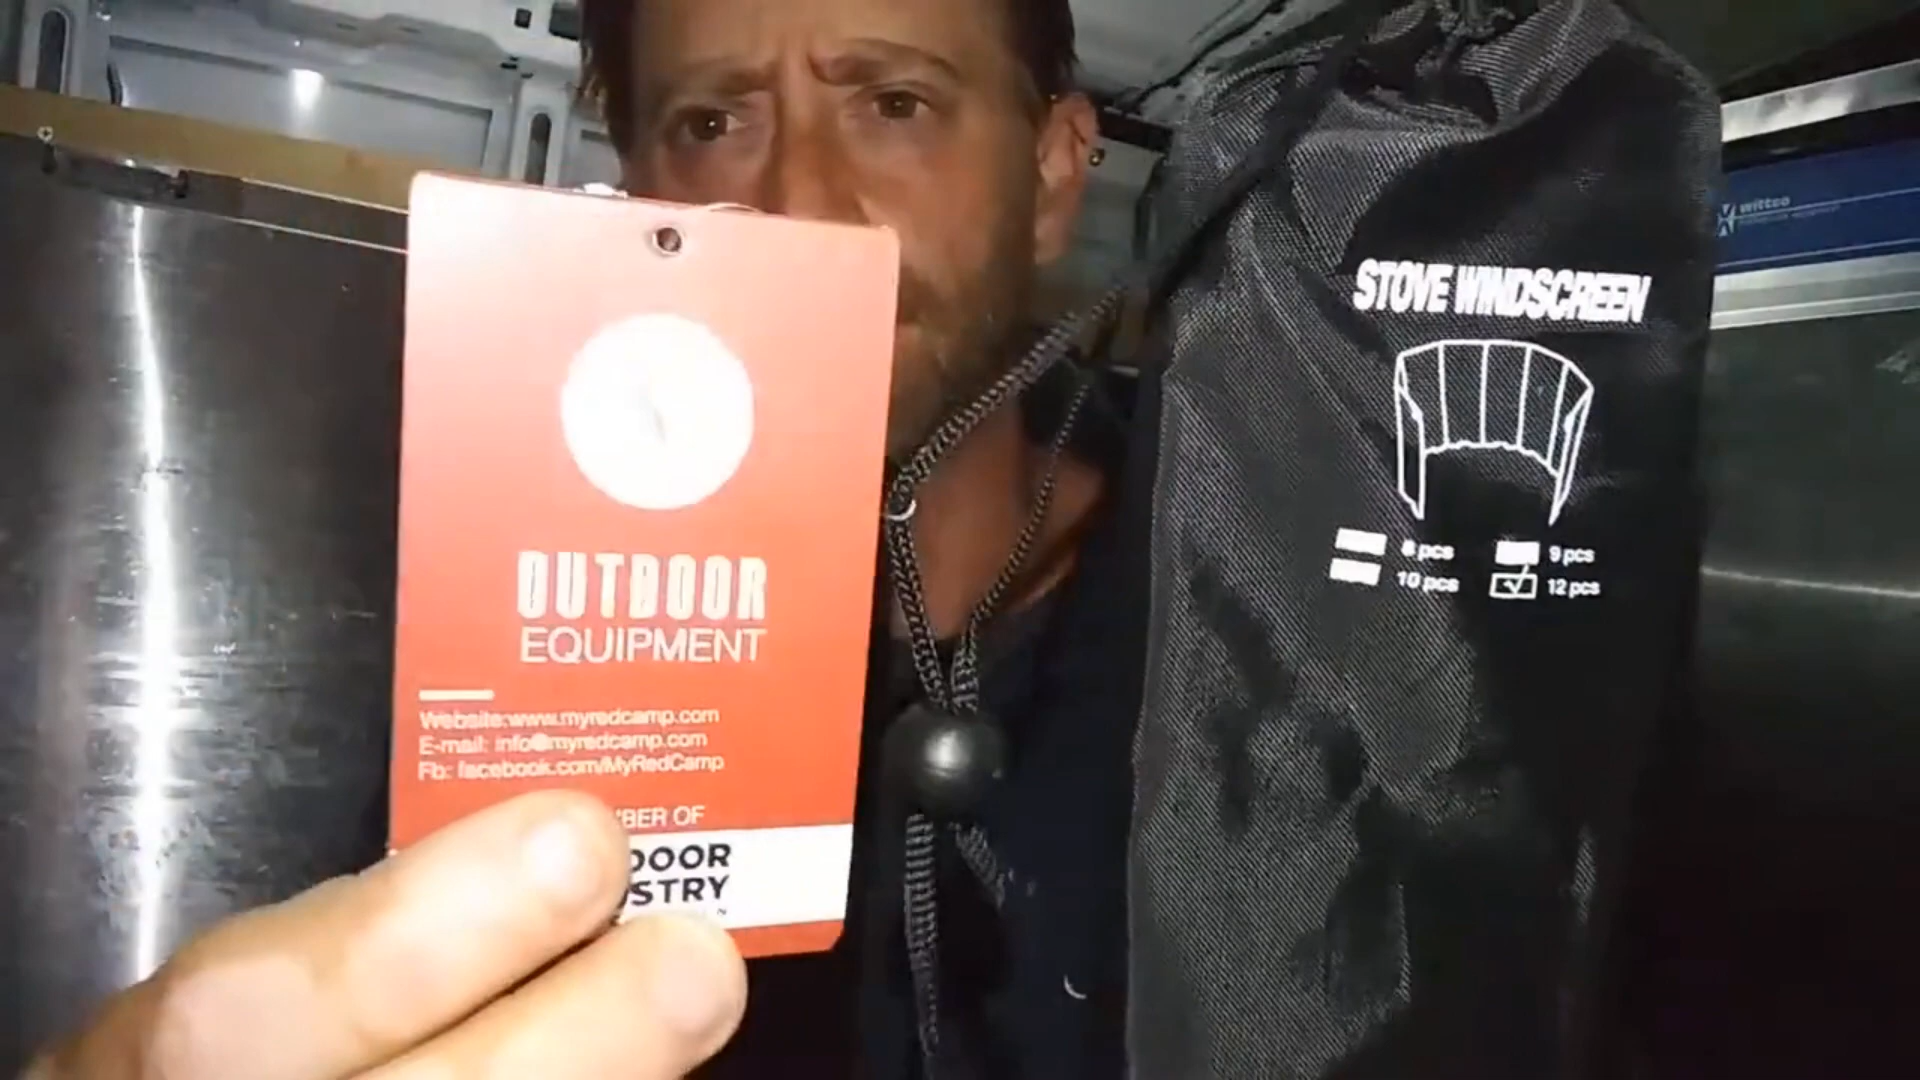 OUTDOOR
EQUIPMENT
Website:www.myredcamp.com
E-mail: info@myredcamp.com
Fb: facebook.com/MyRedCamp
BER OF
DOOR
STRY
STOVE WINDSCREEN
8 pcs 9 pcs
10 pcs 12 pcs
wittco